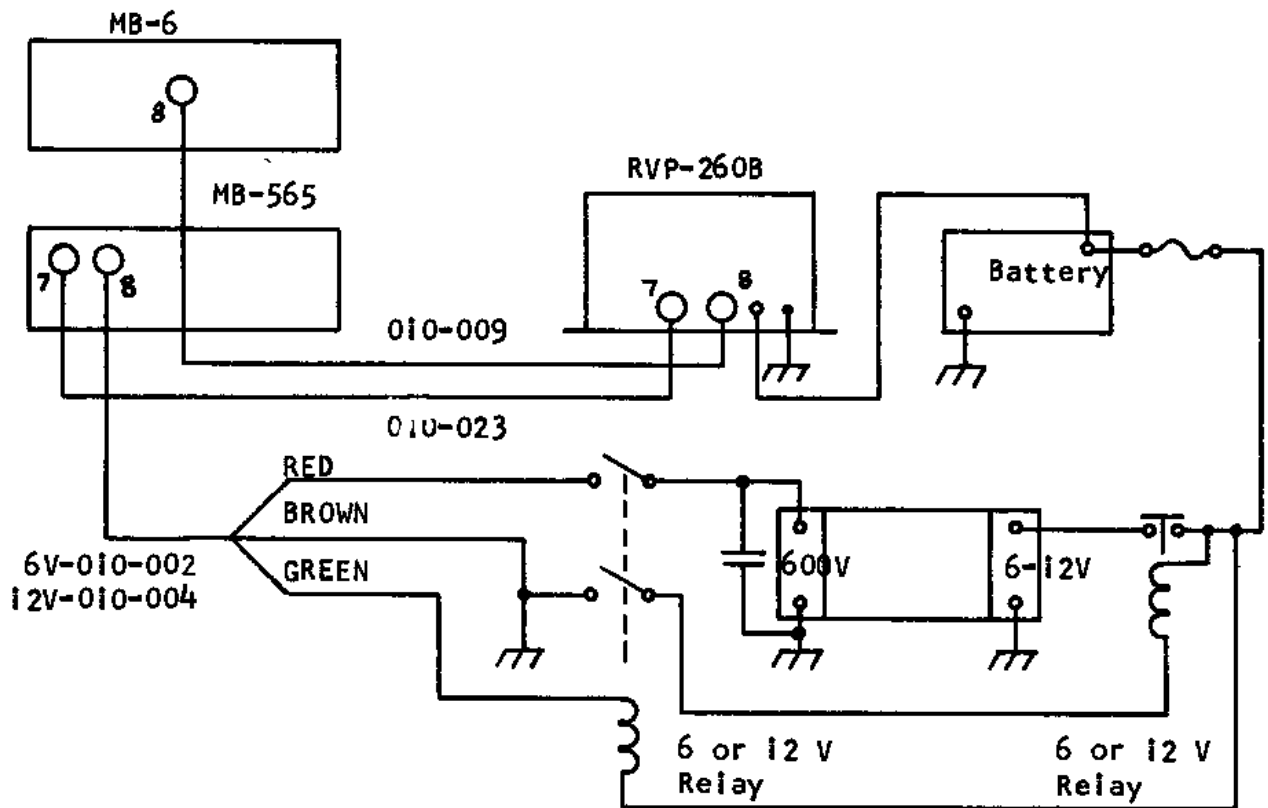 MB-6
8
MB-565
7
8
RVP-260B
7
8
Battery
010-009
010-023
RED
BROWN
GREEN
6V-010-002
12V-010-004
600V
6-12V
6 or 12 V
Relay
6 or 12 V
Relay